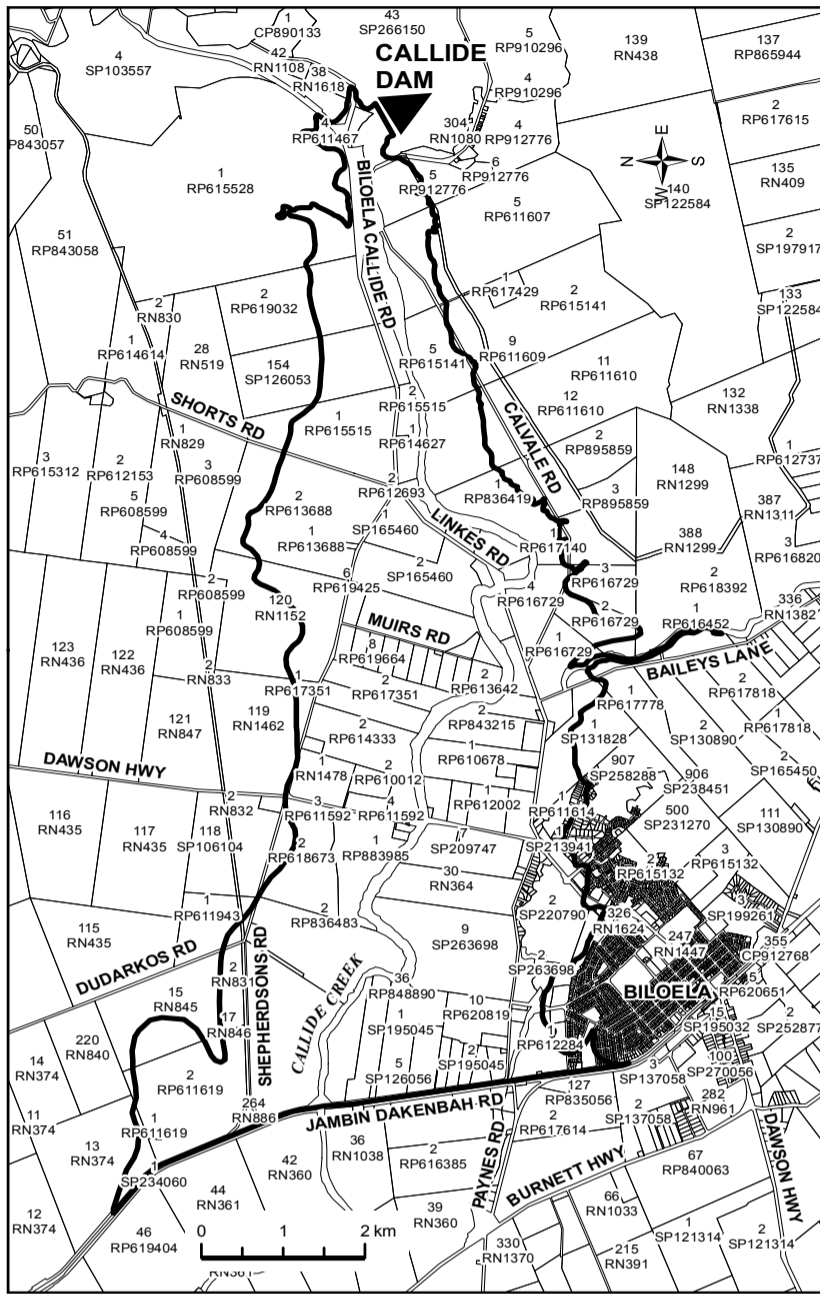 1
CP890133
43
SP266150
5
RP910296
139
RN438
137
RP865944
4
SP103557
42
RN1108
38
RN1618
CALLIDE
DAM
4
RP910296
2
RP617615
50
P843057
4
RP611467
304
RN1080
4
RP912776
6
RP912776
135
RN409
N
E
S
W
1
RP615528
5
RP912776
140
SP122584
BILOELA CALLIDE RD
5
RP611607
51
RP843058
2
SP197917
2
RN830
2
RP619032
1
RP617429
2
RP615141
133
SP122584
1
RP614614
28
RN519
154
SP126053
5
RP615141
9
RP611609
11
RP611610
12
RP611610
132
RN1338
SHORTS RD
1
RP615515
2
RP615515
1
RP614627
CALVALE RD
1
RN829
3
RP615312
2
RP612153
3
RP608599
2
RP895859
148
RN1299
1
RP612737
5
RP608599
2
RP613688
2
RP612693
1
RP836419
3
RP895859
387
RN1311
4
RP608599
1
RP613688
1
SP165460
LINKES RD
1
RP617140
388
RN1299
3
RP616820
2
RP608599
6
RP619425
2
SP165460
4
RP616729
3
RP616729
2
RP618392
336
RN1382
1
RP608599
120
RN1152
MUIRS RD
2
RP616729
1
RP616452
123
RN436
122
RN436
8
RP619664
1
RP616729
BAILEYS LANE
2
RN833
1
RP617351
2
RP617351
2
RP613642
1
RP617778
2
RP617818
121
RN847
119
RN1462
2
RP614333
2
RP843215
1
SP131828
2
SP130890
1
RP617818
DAWSON HWY
1
RN1478
2
RP610012
1
RP610678
907
SP258288
906
SP238451
2
SP165450
116
RN435
117
RN435
2
RN832
3
RP611592
4
RP611592
1
RP612002
1
RP611614
500
SP231270
111
SP130890
118
SP106104
2
RP618673
1
RP883985
7
SP209747
1
SP213941
3
RP615132
30
RN364
2
RP615132
1
RP611943
2
RP836483
2
SP220790
SP199261
115
RN435
9
SP263698
326
RN1624
247
RN1447
355
CP912768
DUDARKOS RD
2
RN831
2
SP263698
BILOELA
5
RP620651
15
RN845
SHEPHERDSONS RD
CALLIDE CREEK
36
RP848890
10
RP620819
15
SP195032
2
SP252877
17
RN846
1
SP195045
1
RP612284
220
RN840
14
RN374
2
RP611619
5
SP126056
2
SP195045
100
SP270056
3
SP137058
264
RN886
JAMBIN DAKENBAH RD
127
RP835056
282
RN961
11
RN374
1
RP611619
2
RP617614
2
SP137058
13
RN374
36
RN1038
2
RP616385
PAYNES RD
BURNETT HWY
DAWSON HWY
1
SP234060
42
RN360
67
RP840063
12
RN374
44
RN361
39
RN360
66
RN1033
1
SP121314
2
SP121314
46
RP619404
0 1 2 km
330
RN1370
215
RN391